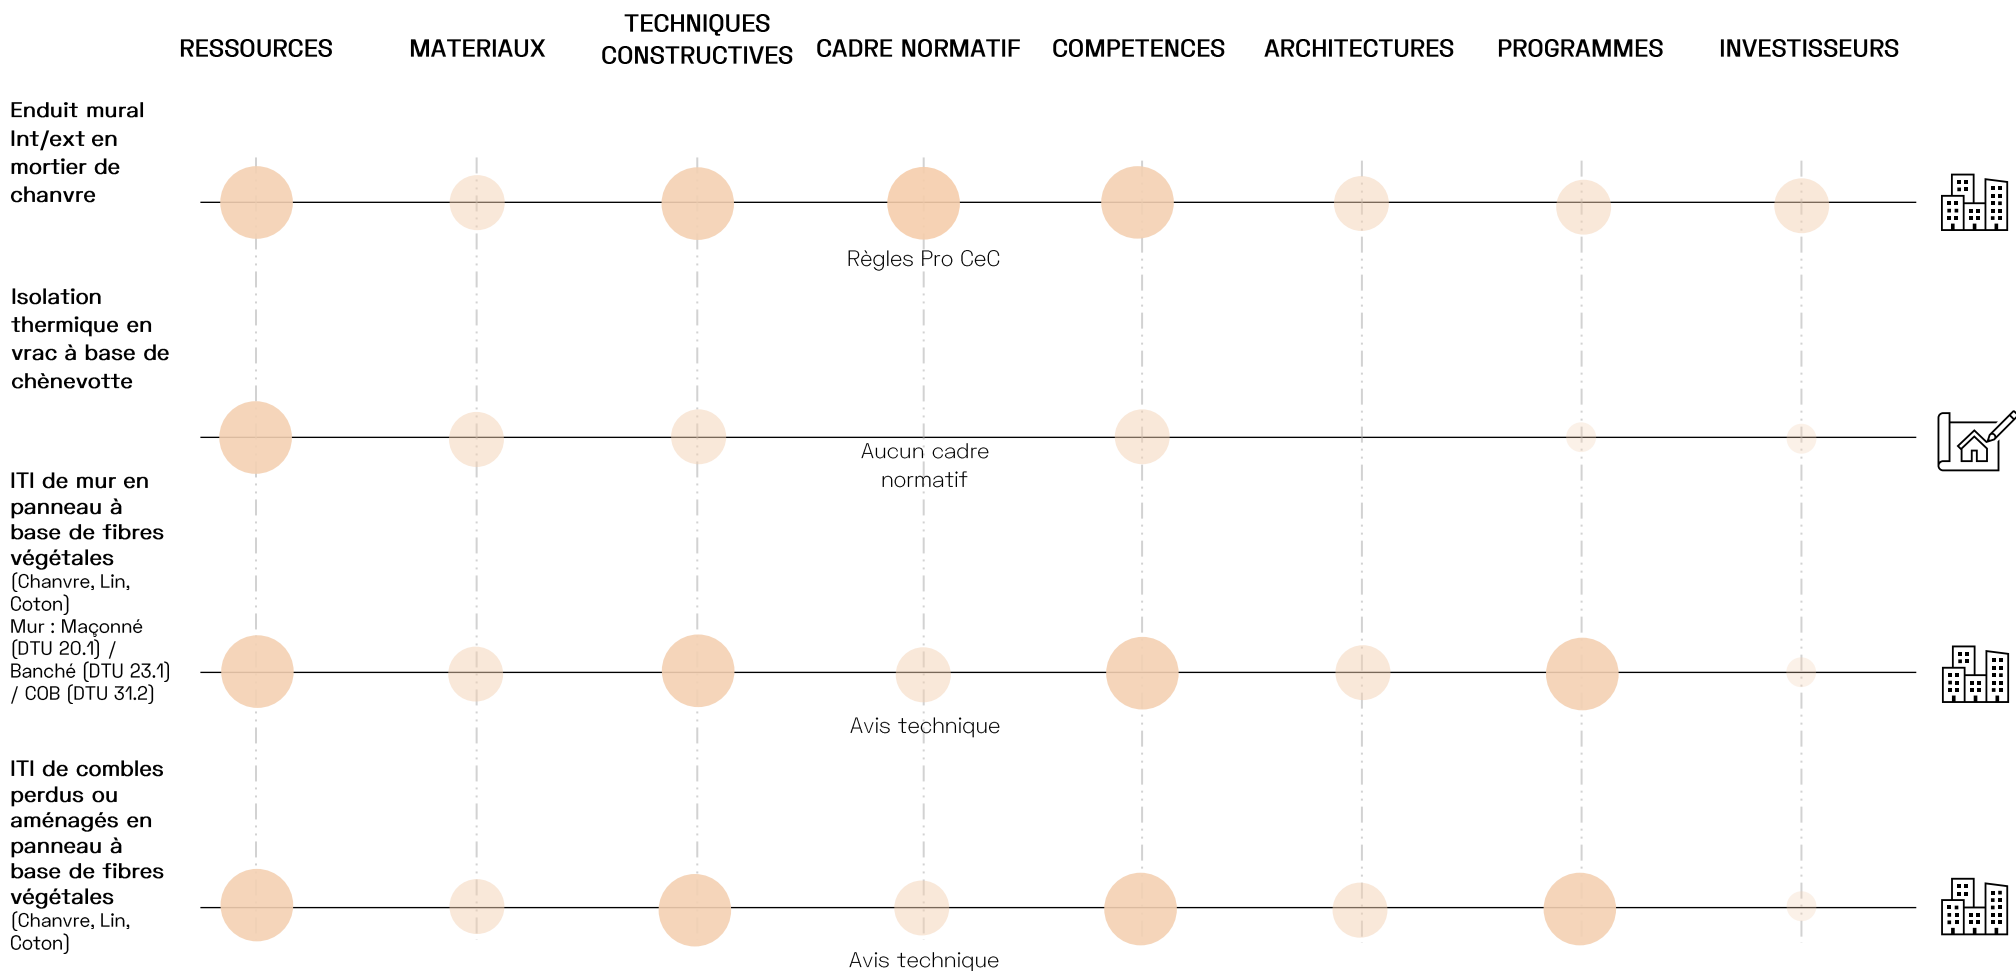 RESSOURCES
MATERIAUX
TECHNIQUES
CONSTRUCTIVES
CADRE NORMATIF
COMPETENCES
ARCHITECTURES
PROGRAMMES
INVESTISSEURS
Enduit mural
Int/ext en
mortier de
chanvre
Règles Pro CeC
Isolation
thermique en
vrac à base de
chènevotte
Aucun cadre
normatif
ITI de mur en
panneau à
base de fibres
végétales
(Chanvre, Lin,
Coton)
Mur : Maçonné
(DTU 20.1) /
Banché (DTU 23.1)
/ COB (DTU 31.2)
Avis technique
ITI de combles
perdus ou
aménagés en
panneau à
base de fibres
végétales
(Chanvre, Lin,
Coton)
Avis technique